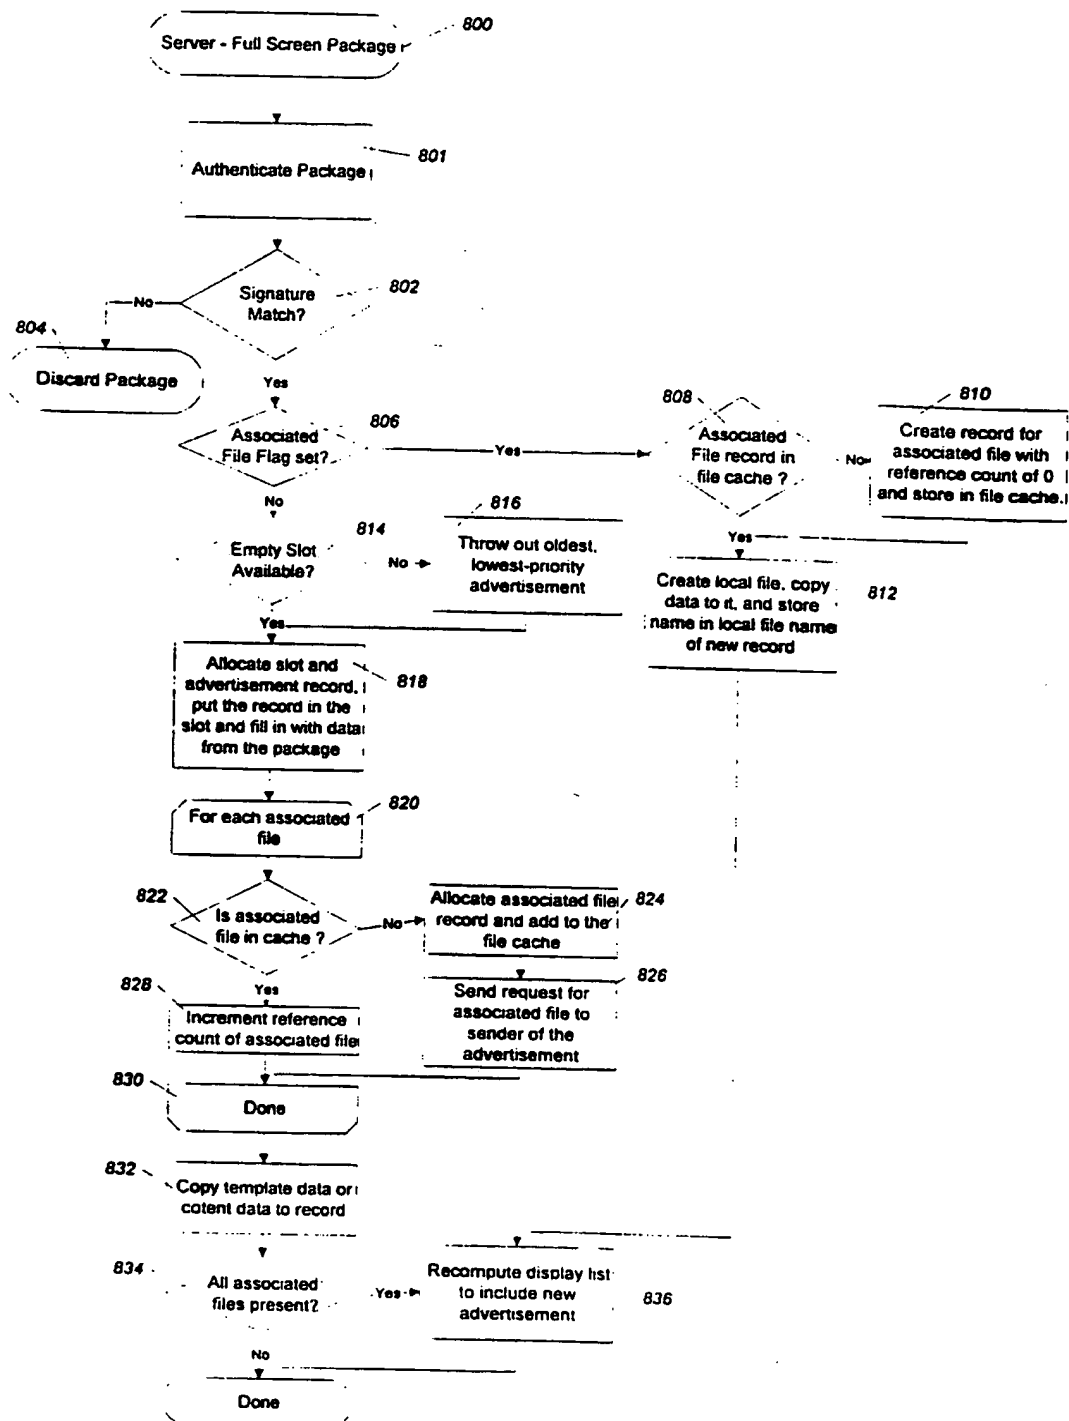 800
Server - Full Screen Package
801
Authenticate Package
802
Signature
Match?
No
804
Discard Package
Yes
806
Associated
File Flag set?
Yes
808
Associated
File record in
file cache ?
No
810
Create record for
associated file with
reference count of 0
and store in file cache.
No
814
Empty Slot
Available?
No
816
Throw out oldest,
lowest-priority
advertisement
Yes
812
Create local file, copy
data to it, and store
name in local file name
of new record
Yes
818
Allocate slot and
advertisement record,
put the record in the
slot and fill in with data
from the package
820
For each associated
file
822
Is associated
file in cache ?
No
824
Allocate associated file
record and add to the
file cache
826
Send request for
associated file to
sender of the
advertisement
Yes
828
Increment reference
count of associated file
830
Done
832
Copy template data or
cotent data to record
834
All associated
files present?
Yes
836
Recompute display list
to include new
advertisement
No
Done